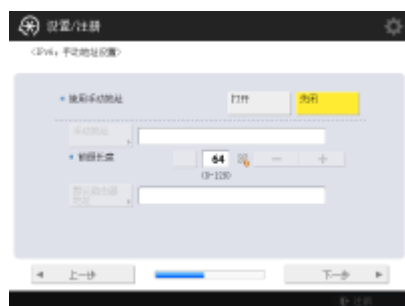 设置/注册
<IPv6: 手动地址设置>
使用手动地址
打开
关闭
手动地址
前缀长度
64
(0-128)
默认路由器
地址
上一步
下一步
注销